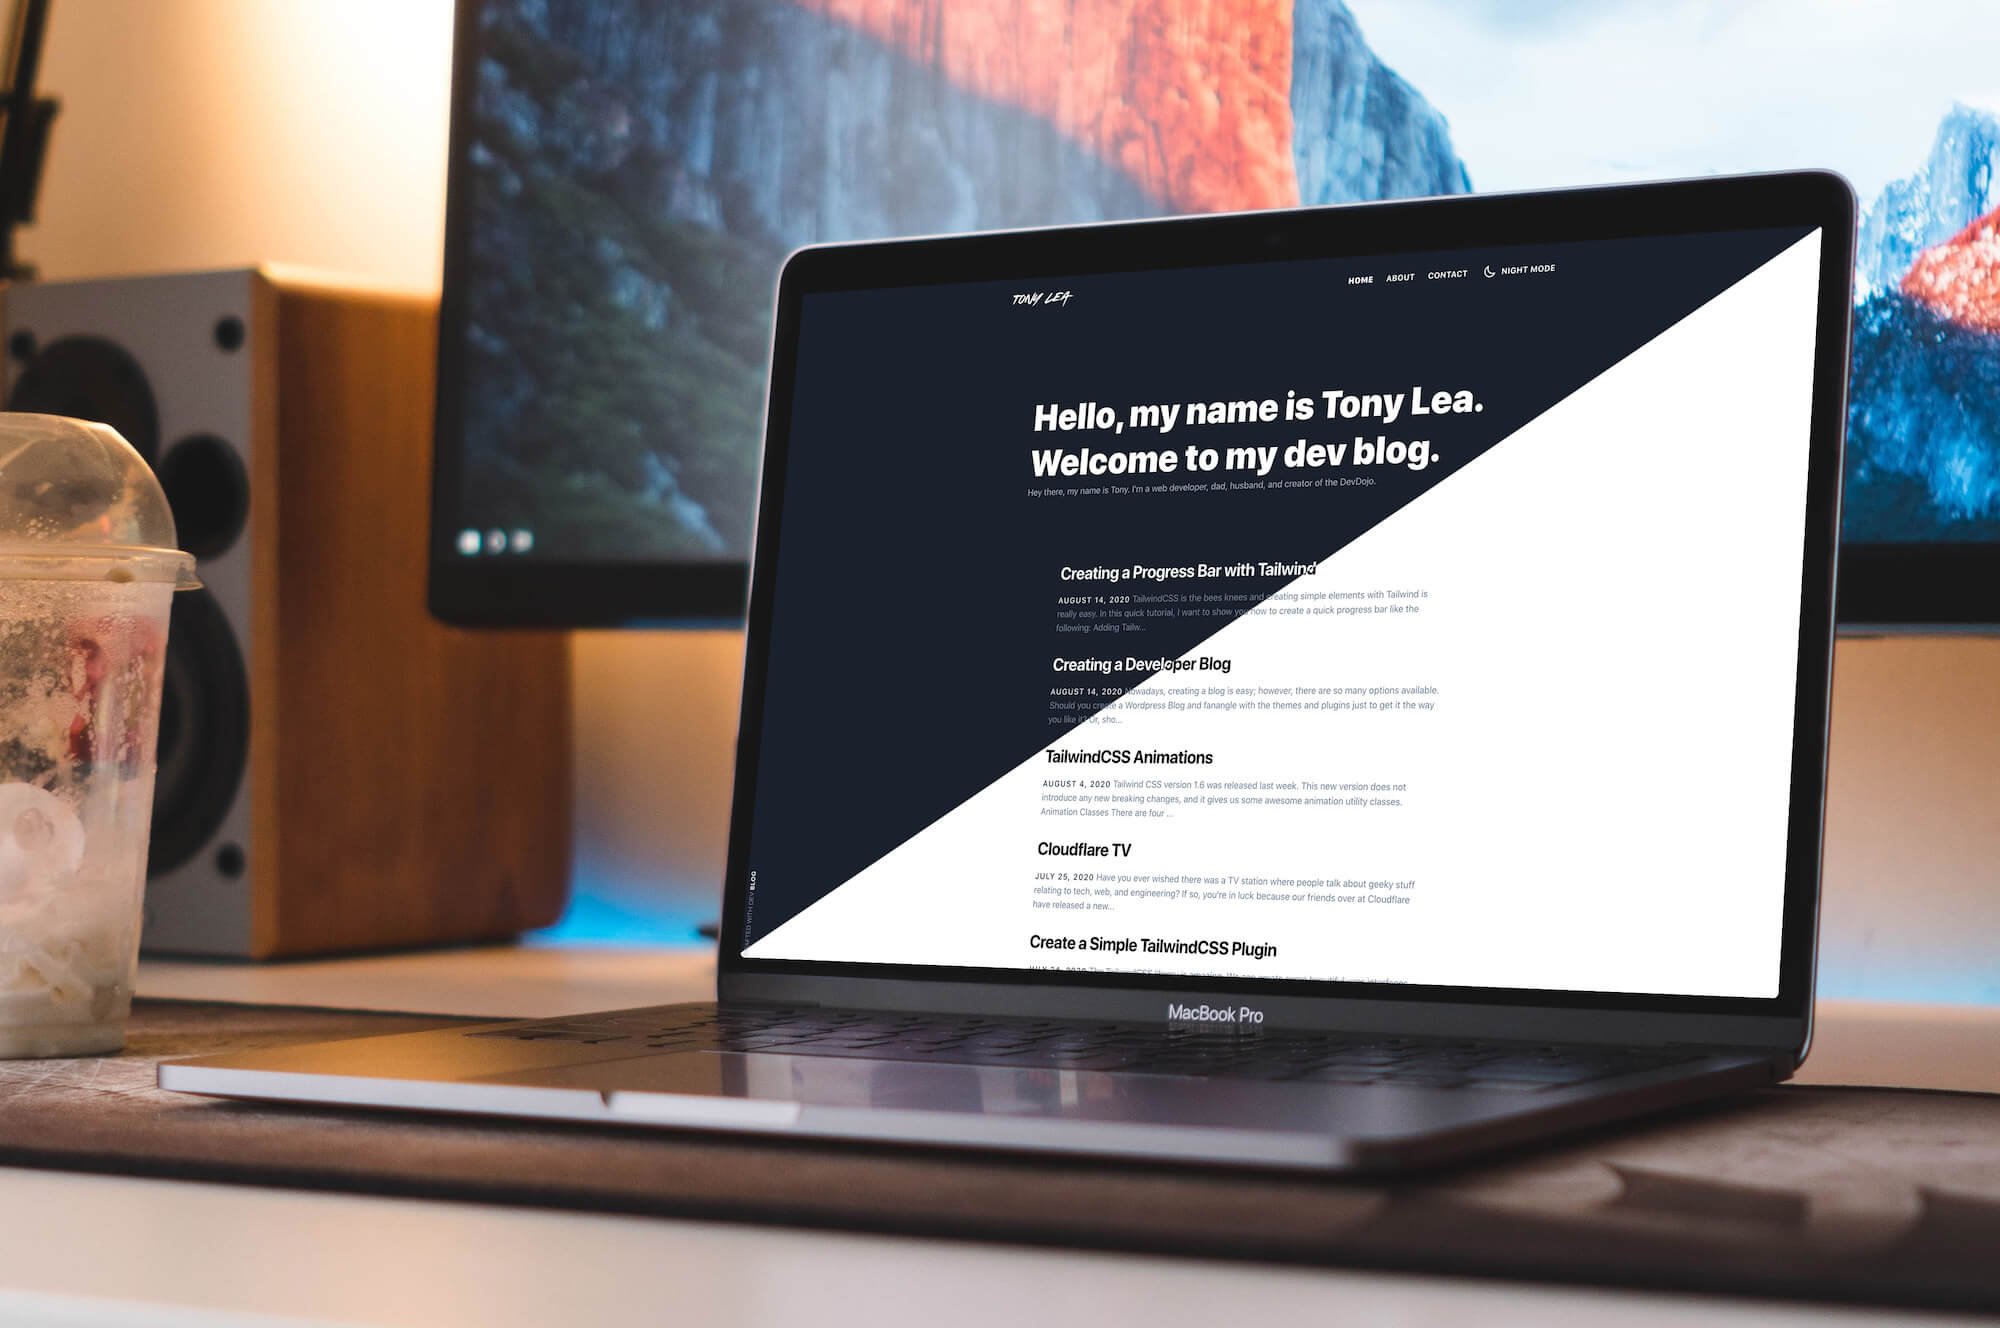 TONY LEA
HOME ABOUT CONTACT NIGHT MODE
Hello, my name is Tony Lea.
Welcome to my dev blog.
Hey there, my name is Tony. I'm a web developer, dad, husband, and creator of the DevDojo.
Creating a Progress Bar with Tailwind
AUGUST 14, 2020 TailwindCSS is the bees knees and creating simple elements with Tailwind is
really easy. In this quick tutorial, I want to show you how to create a quick progress bar like the
following: Adding Tailw...
Creating a Developer Blog
AUGUST 14, 2020 Nowadays, creating a blog is easy; however, there are so many options available.
Should you create a Wordpress Blog and fanangle with the themes and plugins just to get it the way
you like it? Or, sho...
TailwindCSS Animations
AUGUST 4, 2020 Tailwind CSS version 1.6 was released last week. This new version does not
introduce any new breaking changes, and it gives us some awesome animation utility classes.
Animation Classes There are four ...
Cloudflare TV
JULY 25, 2020 Have you ever wished there was a TV station where people talk about geeky stuff
relating to tech, web, and engineering? If so, you're in luck because our friends over at Cloudflare
have released a new...
Create a Simple TailwindCSS Plugin
WITH DEV BLOG
MacBook Pro